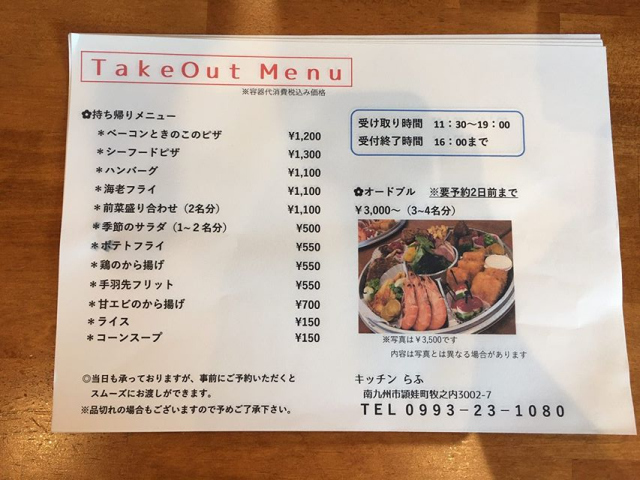 TakeOut Menu
※容器代消費税込み価格
✿持ち帰りメニュー
＊ベーコンときのこのピザ ¥1,200
＊シーフードピザ ¥1,300
＊ハンバーグ ¥1,100
＊海老フライ ¥1,100
＊前菜盛り合わせ（2名分） ¥1,100
＊季節のサラダ（1~２名分） ¥500
＊ポテトフライ ¥550
＊鶏のから揚げ ¥550
＊手羽先フリット ¥550
＊甘エビのから揚げ ¥700
＊ライス ¥150
＊コーンスープ ¥150
◎当日も承っておりますが、事前にご予約いただくと
スムーズにお渡しができます。
※品切れの場合もございますので予めご了承下さい。
受け取り時間 11：30～19：00
受付終了時間 16：00まで
✿オードブル ※要予約2日前まで
￥3,000～（3~4名分）
※写真は￥3,500です
内容は写真とは異なる場合があります
キッチン らふ
南九州市頴娃町牧之内3002-7
TEL 0993-23-1080